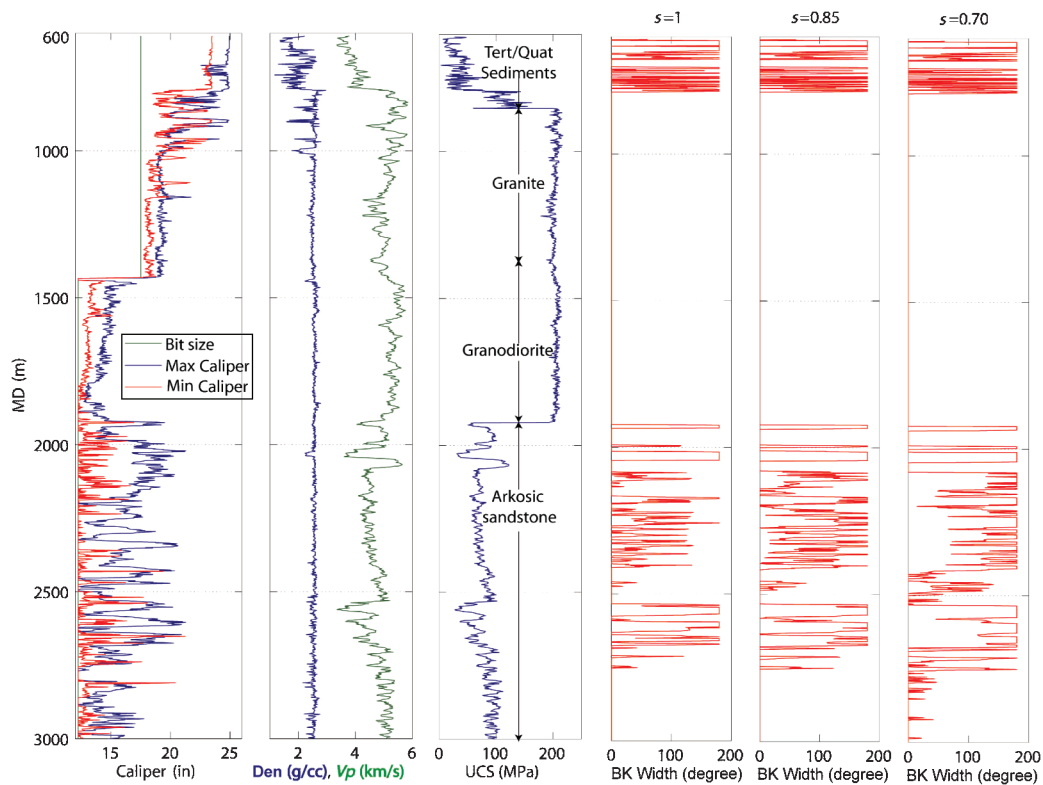 s=1
s=0.85
s=0.70
600
1000
1500
2000
2500
3000
MD (m)
Bit size
Max Caliper
Min Caliper
15 20 25
Caliper (in)
2 4 6
Den (g/cc), Vp (km/s)
Tert/Quat
Sediments
Granite
Granodiorite
Arkosic
sandstone
0 100 200
UCS (MPa)
0 100 200
BK Width (degree)
0 100 200
BK Width (degree)
0 100 200
BK Width (degree)